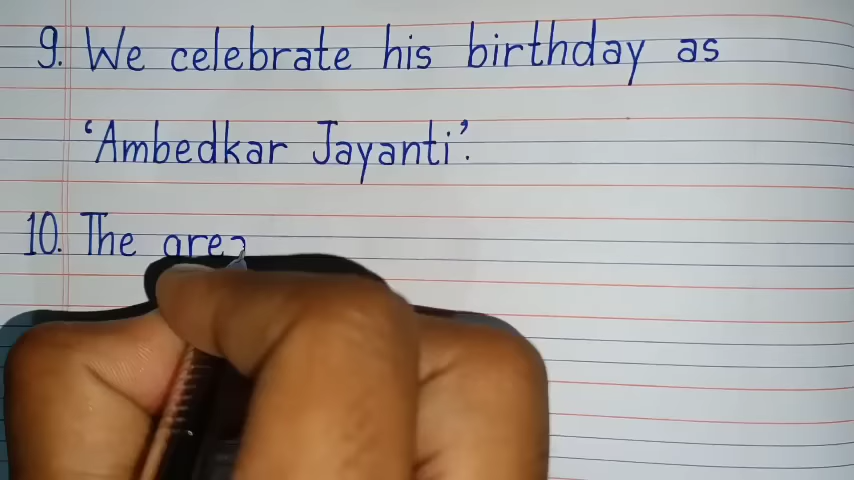 9. We celebrate his birthday as
'Ambedkar Jayanti'.
10. The